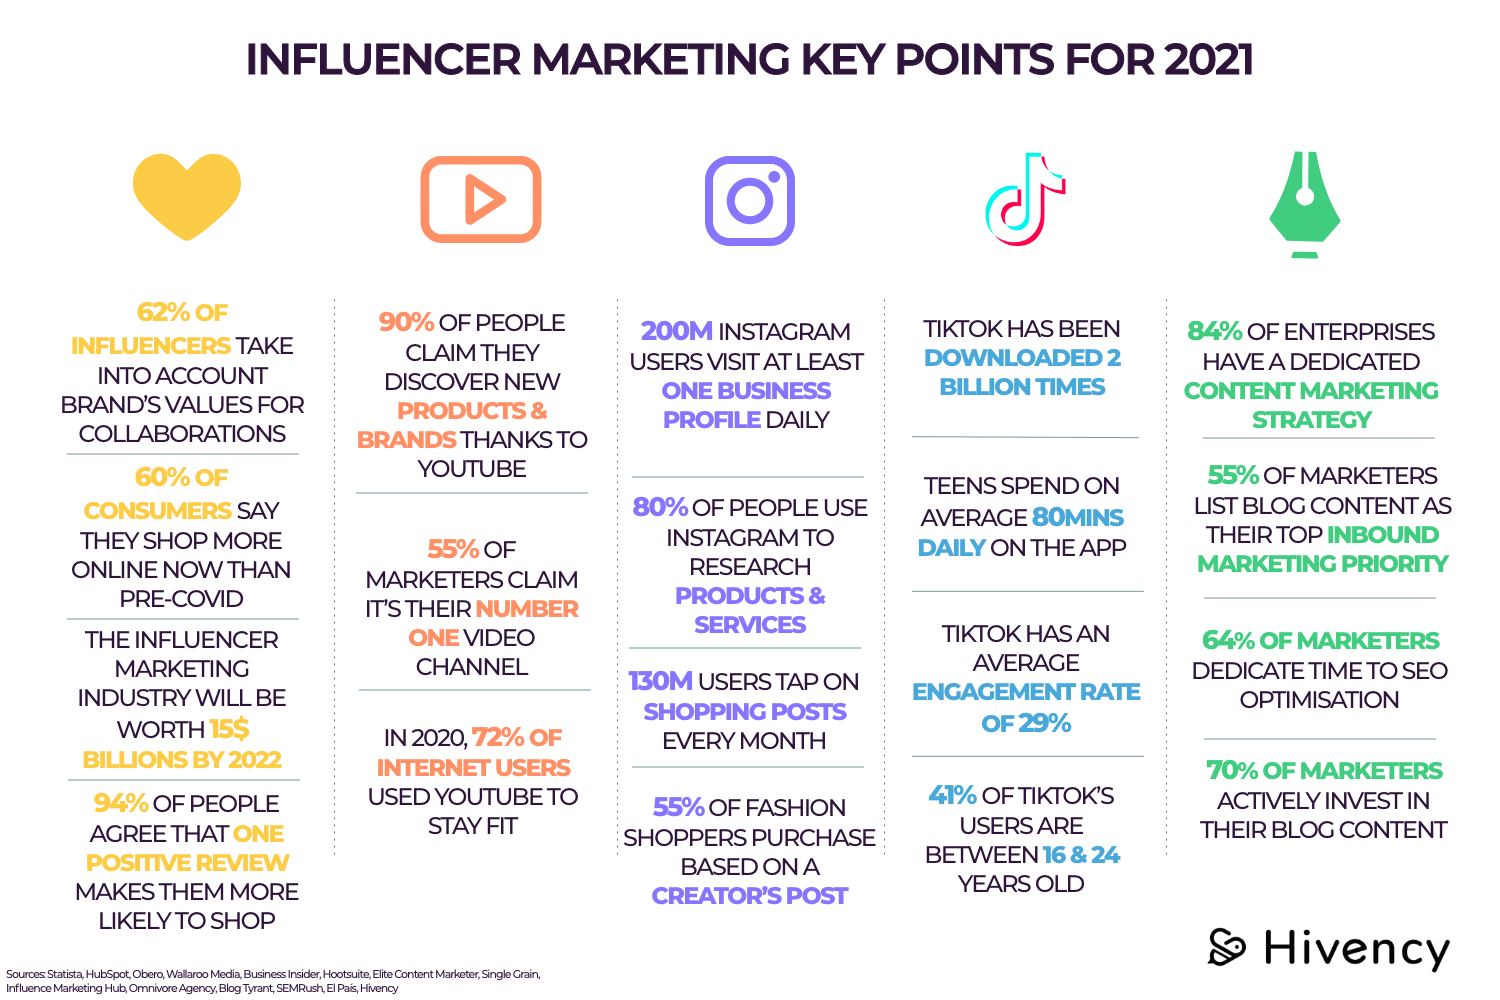 INFLUENCER MARKETING KEY POINTS FOR 2021
62% OF
INFLUENCERS TAKE
INTO ACCOUNT
BRAND'S VALUES FOR
COLLABORATIONS
60% OF
CONSUMERS SAY
THEY SHOP MORE
ONLINE NOW THAN
PRE-COVID
THE INFLUENCER
MARKETING
INDUSTRY WILL BE
WORTH 15$
BILLIONS BY 2022
94% OF PEOPLE
AGREE THAT ONE
POSITIVE REVIEW
MAKES THEM MORE
LIKELY TO SHOP
90% OF PEOPLE
CLAIM THEY
DISCOVER NEW
PRODUCTS &
BRANDS THANKS TO
YOUTUBE
55% OF
MARKETERS CLAIM
IT'S THEIR NUMBER
ONE VIDEO
CHANNEL
IN 2020, 72% OF
INTERNET USERS
USED YOUTUBE TO
STAY FIT
200M INSTAGRAM
USERS VISIT AT LEAST
ONE BUSINESS
PROFILE DAILY
80% OF PEOPLE USE
INSTAGRAM TO
RESEARCH
PRODUCTS &
SERVICES
130M USERS TAP ON
SHOPPING POSTS
EVERY MONTH
55% OF FASHION
SHOPPERS PURCHASE
BASED ON A
CREATOR'S POST
TIKTOK HAS BEEN
DOWNLOADED 2
BILLION TIMES
TEENS SPEND ON
AVERAGE 80MINS
DAILY ON THE APP
TIKTOK HAS AN
AVERAGE
ENGAGEMENT RATE
OF 29%
41% OF TIKTOK'S
USERS ARE
BETWEEN 16 & 24
YEARS OLD
84% OF ENTERPRISES
HAVE A DEDICATED
CONTENT MARKETING
STRATEGY
55% OF MARKETERS
LIST BLOG CONTENT AS
THEIR TOP INBOUND
MARKETING PRIORITY
64% OF MARKETERS
DEDICATE TIME TO SEO
OPTIMISATION
70% OF MARKETERS
ACTIVELY INVEST IN
THEIR BLOG CONTENT
Hivency
Sources: Statista, HubSpot, Obero, Wallaroo Media, Business Insider, Hootsuite, Elite Content Marketer, Single Grain,
Influence Marketing Hub, Omnivore Agency, Blog Tyrant, SEMRush, El País, Hivency